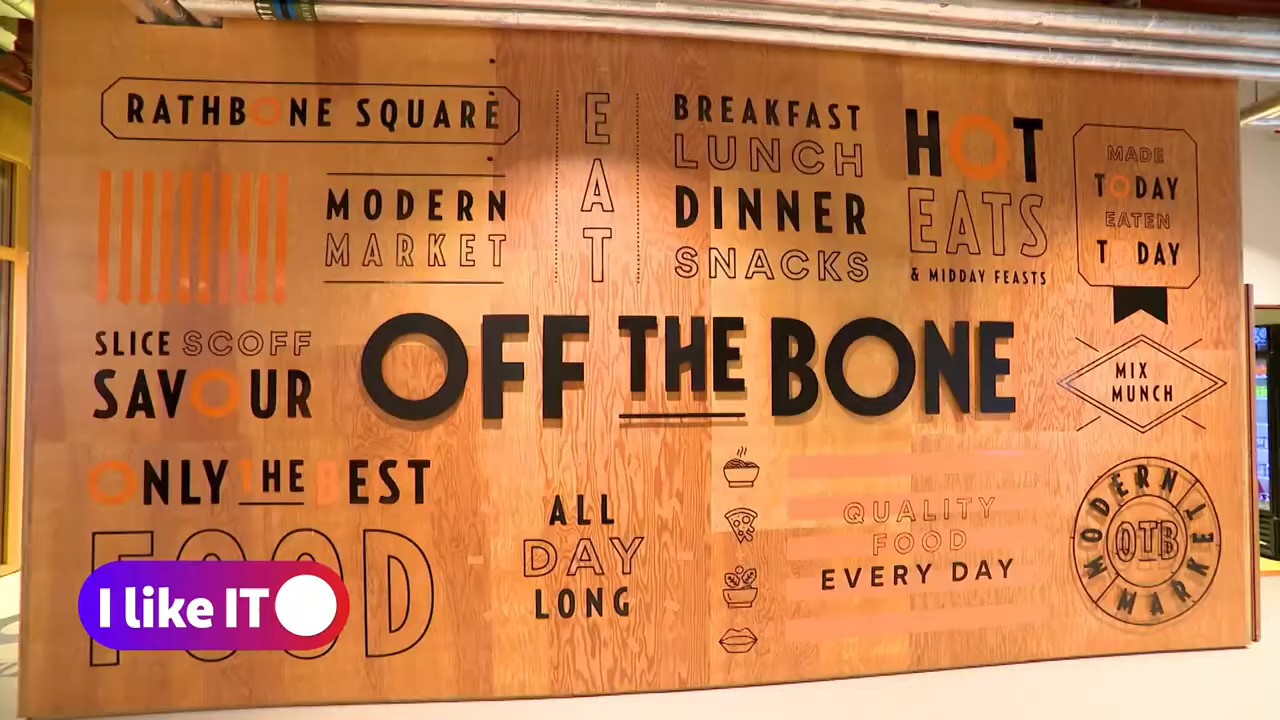 RATHBONE SQUARE
MODERN
MARKET
EAT
BREAKFAST
LUNCH
DINNER
SNACKS
HOT
EATS
& MIDDAY FEASTS
MADE
TODAY
EATEN
TODAY
SLICE SCOFF
SAVOUR
OFF THE BONE
MIX
MUNCH
ONLY THE BEST
FOOD
ALL
DAY
LONG
QUALITY
FOOD
EVERY DAY
MODERN MARKET
OTB
I like IT